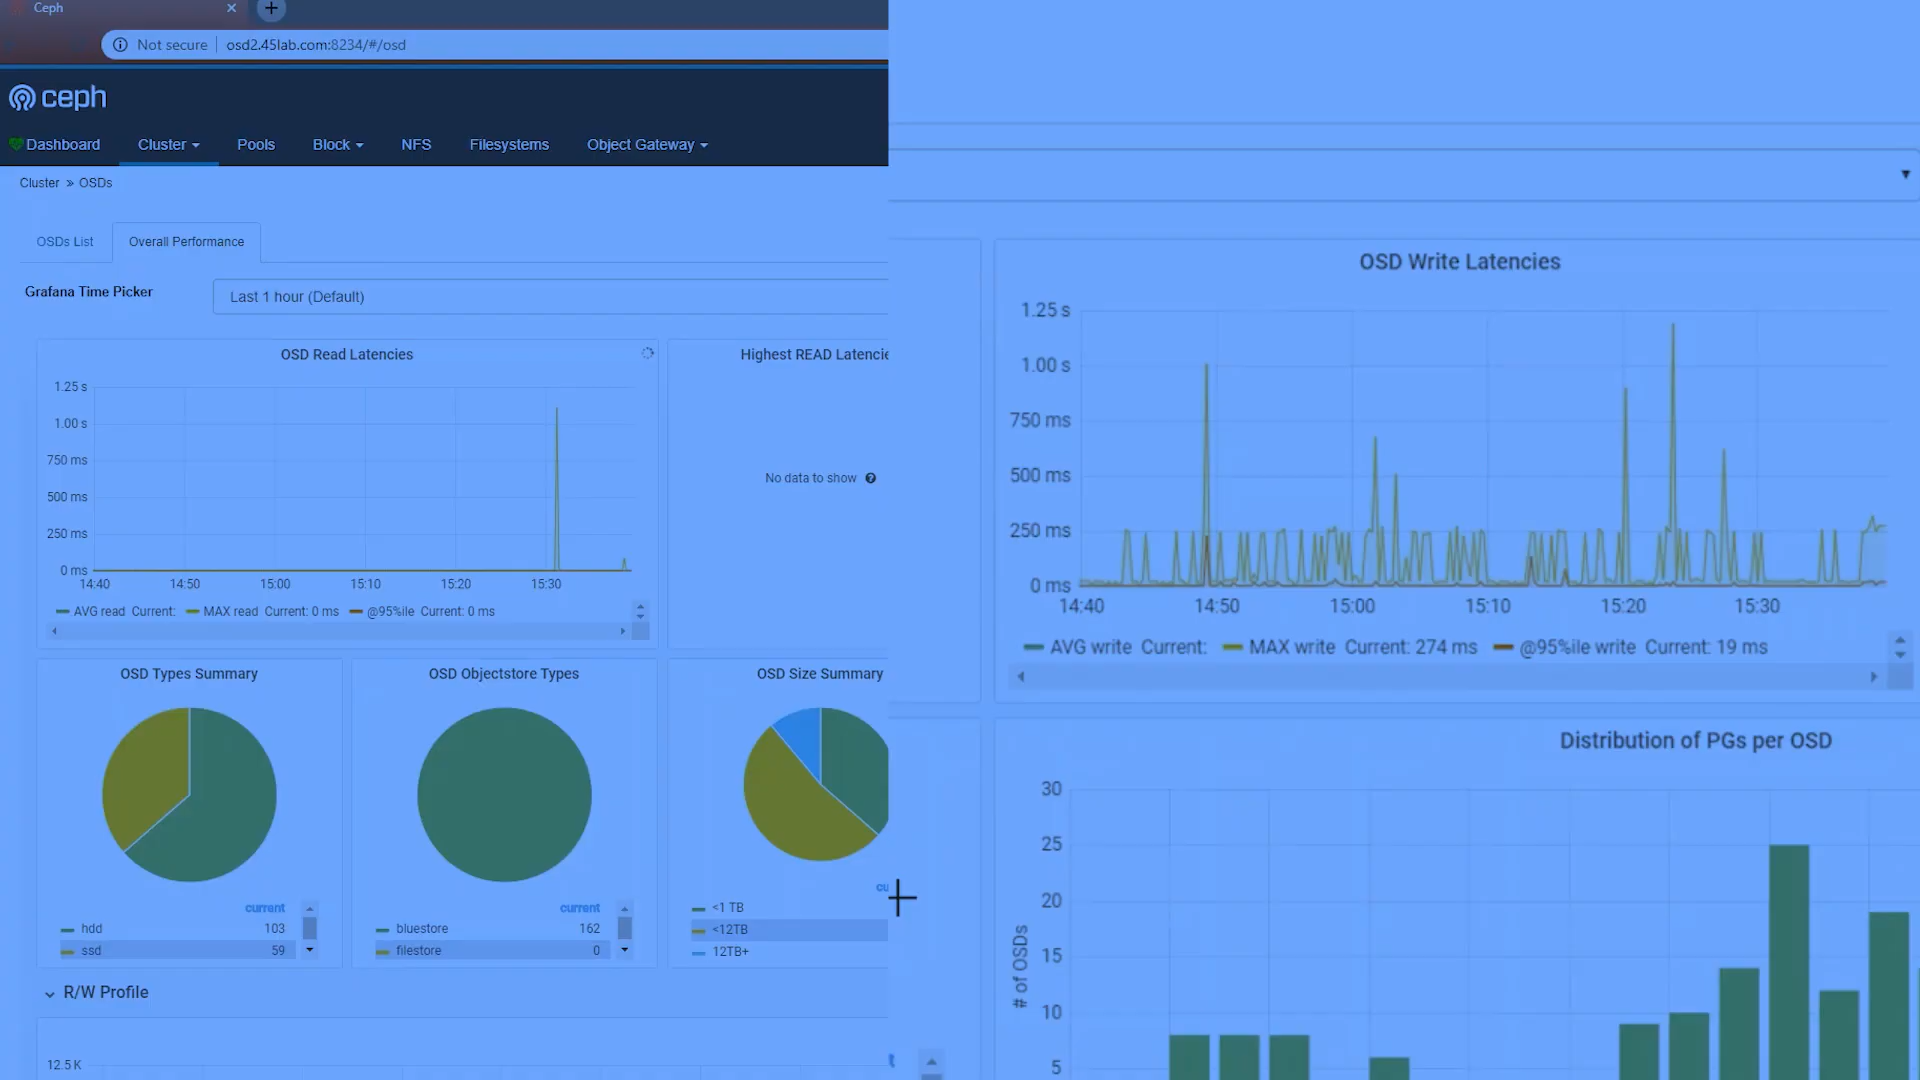 Ceph
Not secure osd2.45lab.com:8234/#/osd
ceph
Dashboard Cluster Pools Block NFS Filesystems Object Gateway
Cluster » OSDs
OSDs List Overall Performance
Grafana Time Picker Last 1 hour (Default)
OSD Read Latencies
1.25 s
1.00 s
750 ms
500 ms
250 ms
0 ms
14:40 14:50 15:00 15:10 15:20 15:30
AVG read Current: MAX read Current: 0 ms @95%ile Current: 0 ms
Highest READ Latencie
No data to show
OSD Types Summary
current
hdd 103
ssd 59
OSD Objectstore Types
current
bluestore 162
filestore 0
OSD Size Summary
cu
<1 TB
<12TB
12TB+
R/W Profile
12.5 K
OSD Write Latencies
1.25 s
1.00 s
750 ms
500 ms
250 ms
0 ms
14:40 14:50 15:00 15:10 15:20 15:30
AVG write Current: MAX write Current: 274 ms @95%ile write Current: 19 ms
Distribution of PGs per OSD
# of OSDs
30
25
20
15
10
5